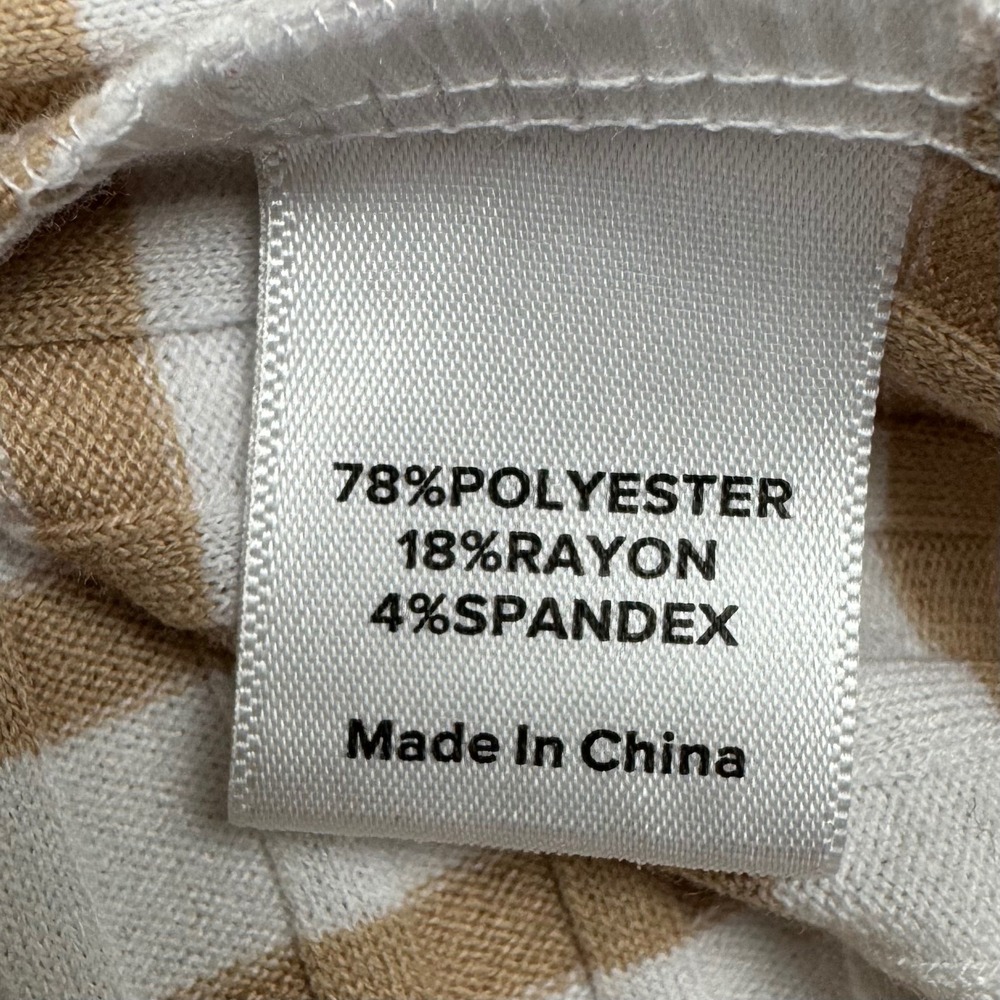 78%POLYESTER
18%RAYON
4%SPANDEX
Made In China